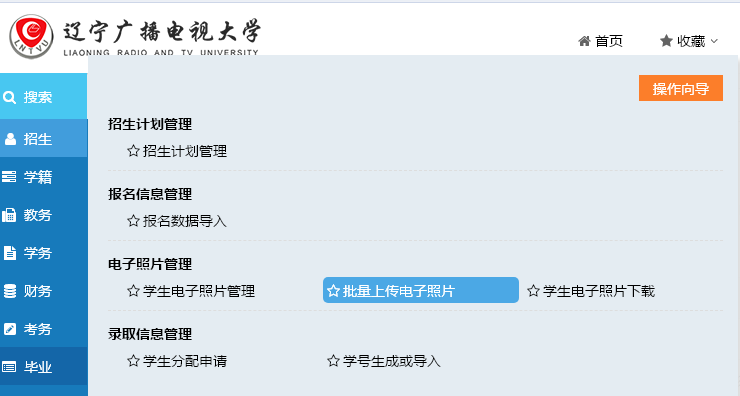 辽宁广播电视大学
LIAONING RADIO AND TV UNIVERSITY
LNTVU
首页 收藏
搜索
操作向导
招生
学籍
教务
学务
财务
考务
毕业
招生计划管理
招生计划管理
报名信息管理
报名数据导入
电子照片管理
学生电子照片管理 批量上传电子照片 学生电子照片下载
录取信息管理
学生分配申请 学号生成或导入